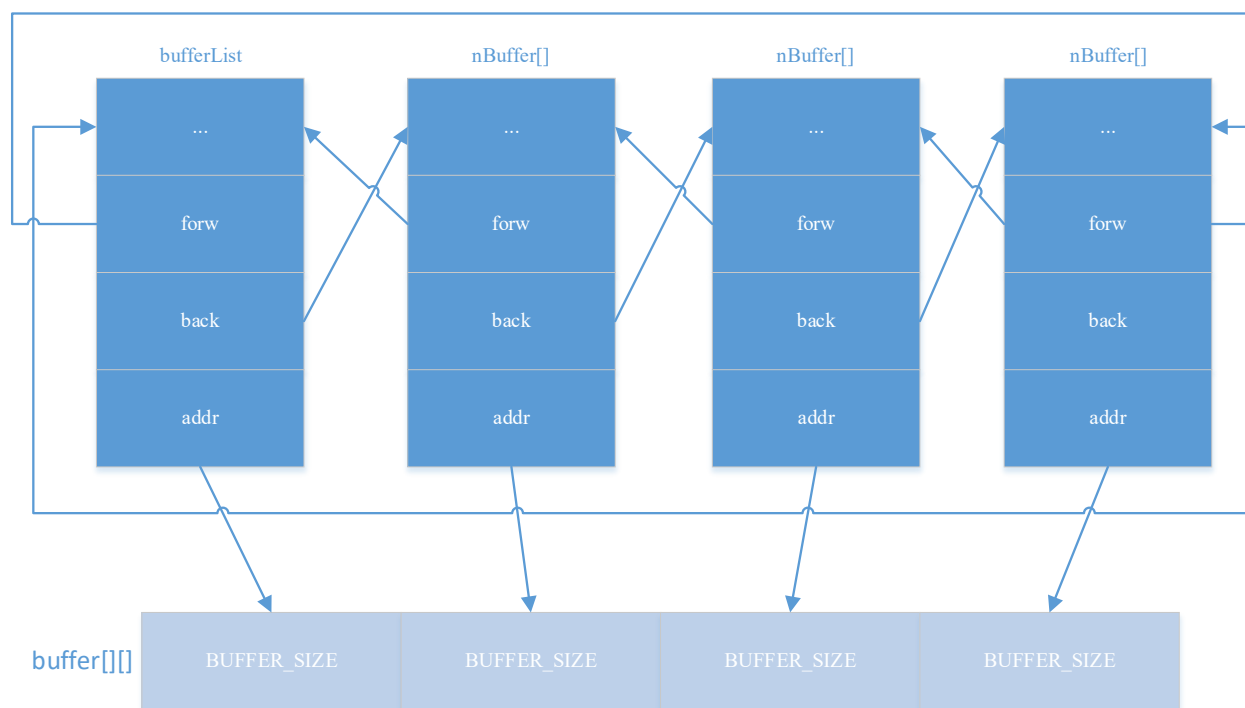 bufferList
nBuffer[]
nBuffer[]
nBuffer[]
...
...
...
...
forw
forw
forw
forw
back
back
back
back
addr
addr
addr
addr
buffer[][]
BUFFER_SIZE
BUFFER_SIZE
BUFFER_SIZE
BUFFER_SIZE